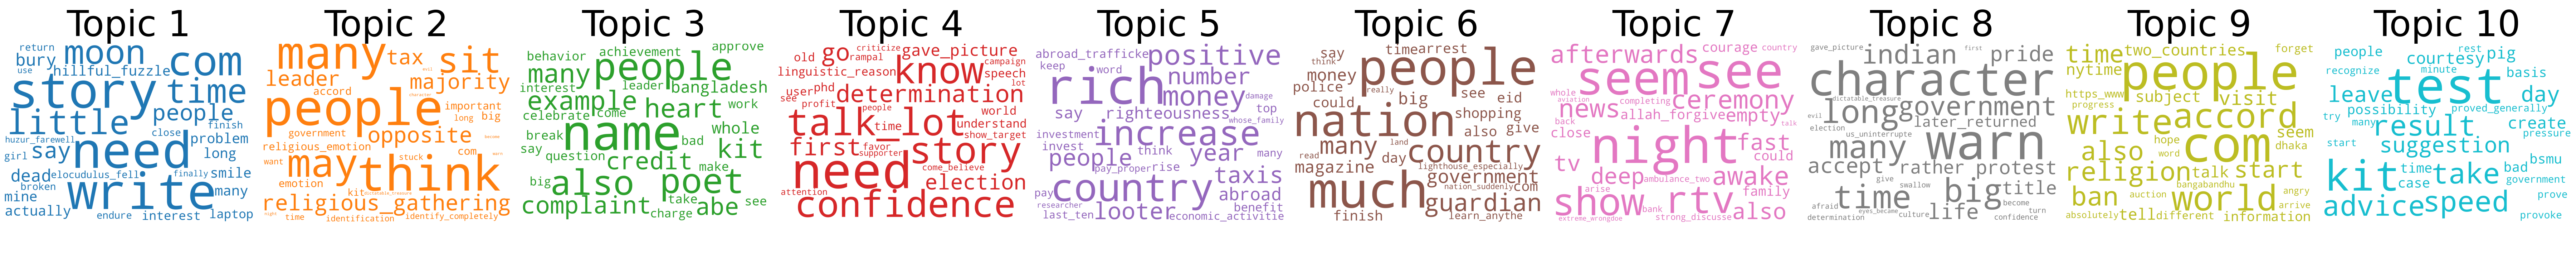 Topic 1
return moon com
bury
use hillful_fuzzle
story time
little people
huzur_farewell close finish
problem
girl say need long
dead elocudulus_fell finally smile
broken write many
mine
actually endure interest laptop
Topic 2
many tax sit
leader majority
accord
people important
long big
government opposite
religious_emotion
want stuck com
may think
emotion kit
religious_gathering
time identification identify_completely
Topic 3
behavior achievement approve
many people
interest leader bangladesh
example heart work
celebrate come
break name whole
say bad kit
question credit make
big also poet
complaint take abe see
charge
Topic 4
old go criticize gave_picture
rampal
linguistic_reason know campaign
speech
user phd determination lot
see profit people world
talk lot understand
time show_target
first favor story
supporter
need come_believe
election
attention confidence
Topic 5
abroad_trafficke positive
keep word
rich number
money damage
say righteousness top
whose_family
investment increase
invest think year many
people pay_proper rise
taxis
pay country abroad
researcher looter benefit
last_ten economic_activitie
Topic 6
say time arrest
think people
money really
police big see eid
could shopping
nation also give
many day land country
read lighthouse_especially
magazine government
much nation_suddenly com
guardian
finish learn_anythe
Topic 7
afterwards courage country
seem see
whole aviation completing
news ceremony
back allah_forgive empty talk
close night fast
tv could
deep ambulance_two awake
show arise rtv family
bank also
extreme_wrongdoe strong_discusse
Topic 8
gave_picture indian first pride
character
dictatable_treasure
evil long government
election later_returned
us_uninterrupte
many warn
accept rather protest
give swallow
time big title
afraid become
eyes_became life turn
determination culture confidence
Topic 9
time two_countries forget
nytime people
https_www subject visit
progress
write accord
hope seem
also word com dhaka
religion talk start
bangabandhu
ban auction world angry
arrive
absolutely tell different information
Topic 10
people rest pig
courtesy
recognize minute basis
test
leave day
possibility proved_generally
try many result create
pressure
start suggestion
kit time take bad bsmu
case government
advice speed prove
provoke